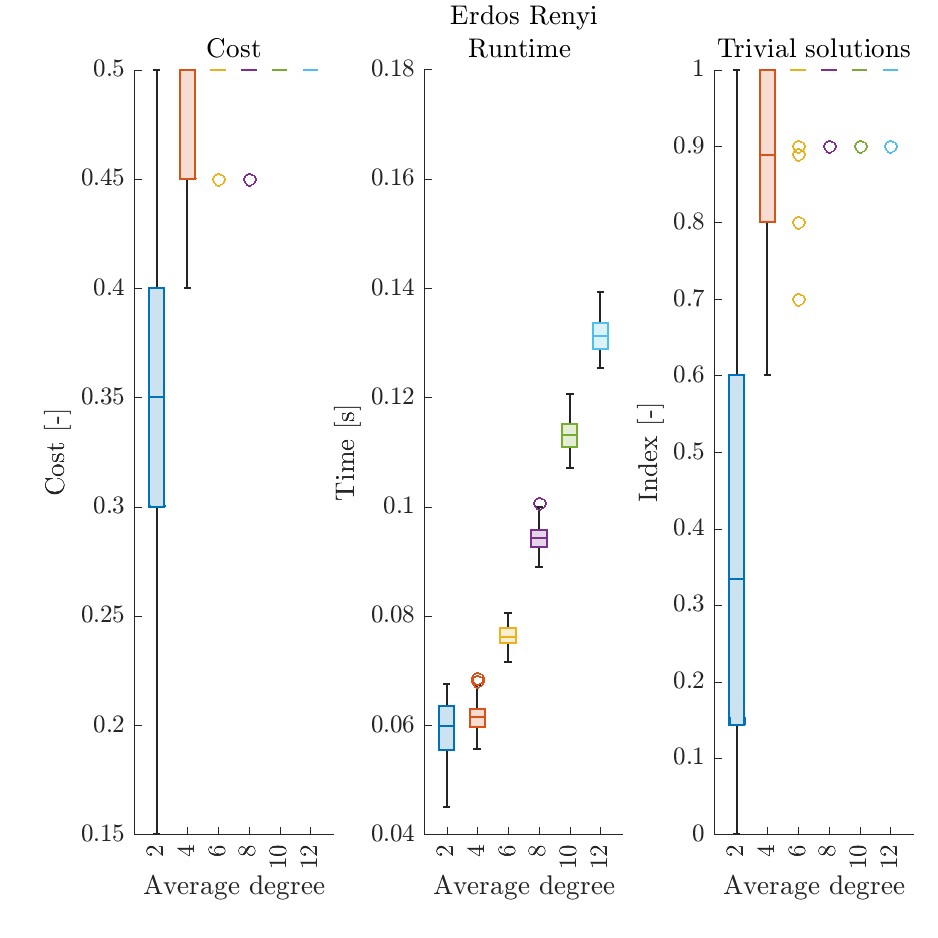 Erdos Renyi
Cost
Runtime
Trivial solutions
0.5
0.45
0.4
0.35
0.3
0.25
0.2
0.15
Cost [-]
2 4 6 8 10 12
Average degree
0.18
0.16
0.14
0.12
0.1
0.08
0.06
0.04
Time [s]
2 4 6 8 10 12
Average degree
1
0.9
0.8
0.7
0.6
0.5
0.4
0.3
0.2
0.1
0
Index [-]
2 4 6 8 10 12
Average degree